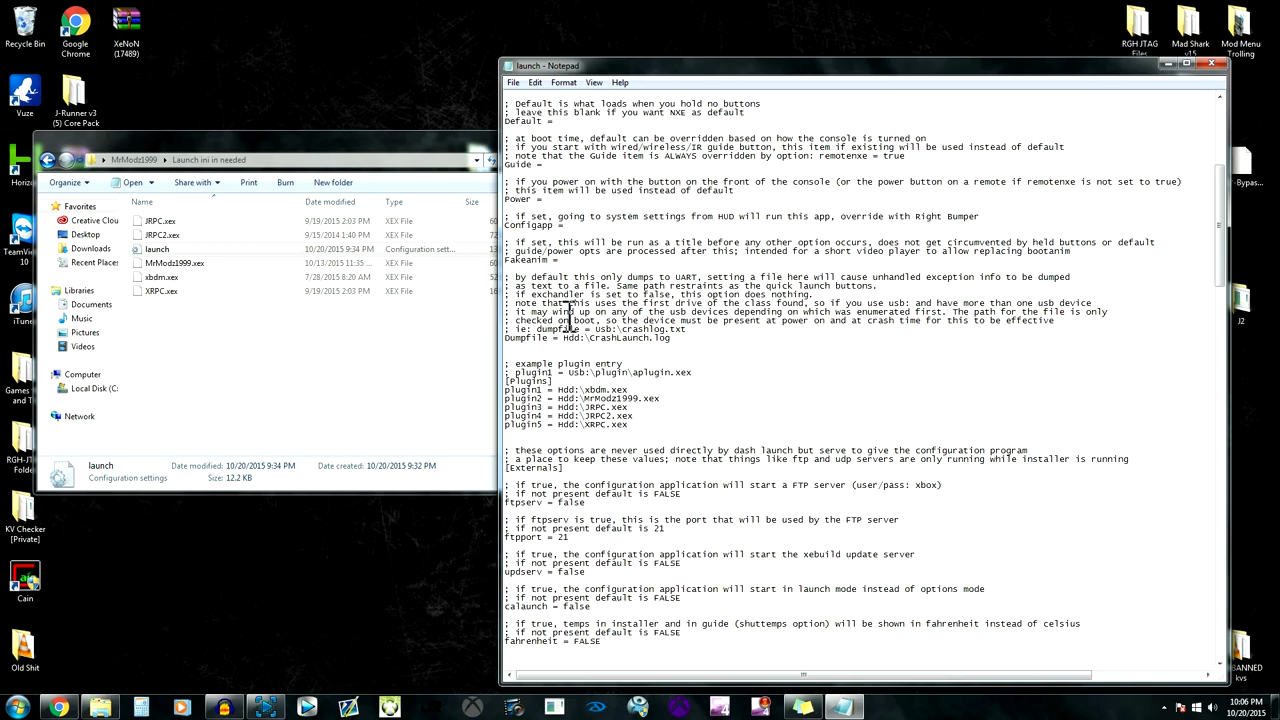 Recycle Bin
Google Chrome
XeNoN (17489)
RGH JTAG Files
Mad Shark v15
Mod Menu Trolling
Vuze
J-Runner v3 (5) Core Pack
Horiz
TeamView 10
iTun
Games and T
RGH-JTA Folder
KV Checker [Private]
Cain
Old Shit
-Bypas...
J2
BANNED kvs
MrModz1999
Launch ini in needed
Organize
Open
Share with
Print
Burn
New folder
Name
Date modified
Type
Size
Favorites
Creative Clou
Desktop
Downloads
Recent Places
Libraries
Documents
Music
Pictures
Videos
Computer
Local Disk (C:
Network
JRPC.xex 9/19/2015 2:03 PM XEX File 60
JRPC2.xex 9/15/2014 1:40 PM XEX File 72
launch 10/20/2015 9:34 PM Configuration sett... 13
MrModz1999.xex 10/13/2015 11:35 ... XEX File 60
xbdm.xex 7/28/2015 8:20 AM XEX File 52
XRPC.xex 9/19/2015 2:03 PM XEX File 60
launch Date modified: 10/20/2015 9:34 PM Date created: 10/20/2015 9:32 PM
Configuration settings Size: 12.2 KB
launch - Notepad
File Edit Format View Help
; Default is what loads when you hold no buttons
; leave this blank if you want NXE as default
Default =
; at boot time, default can be overridden based on how the console is turned on
; if you start with wired/wireless/IR guide button, this item if existing will be used instead of default
; note that the Guide item is ALWAYS overridden by option: remotenxe = true
Guide =
; if you power on with the button on the front of the console (or the power button on a remote if remotenxe is not set to true)
; this item will be used instead of default
Power =
; if set, going to system settings from HUD will run this app, override with Right Bumper
Configapp =
; if set, this will be run as a title before any other option occurs, does not get circumvented by held buttons or default
; guide/power opts are processed after this; intended for a short video player to allow replacing bootanim
Fakeanim =
; by default this only dumps to UART, setting a file here will cause unhandled exception info to be dumped
; as text to a file. Same path restraints as the quick launch buttons.
; if exchandler is set to false, this option does nothing.
; note that this uses the first drive of the class found, so if you use usb: and have more than one usb device
; it may wind up on any of the usb devices depending on which was enumerated first. The path for the file is only
; checked on boot, so the device must be present at power on and at crash time for this to be effective
; ie: dumpfile = Usb:\crashlog.txt
Dumpfile = Hdd:\CrashLaunch.log
; example plugin entry
; plugin1 = Usb:\plugin\aplugin.xex
[Plugins]
plugin1 = Hdd:\xbdm.xex
plugin2 = Hdd:\MrModz1999.xex
plugin3 = Hdd:\JRPC.xex
plugin4 = Hdd:\JRPC2.xex
plugin5 = Hdd:\XRPC.xex
; these options are never used directly by dash launch but serve to give the configuration program
; a place to keep these values; note that things like ftp and udp servers are only running while installer is running
[Externals]
; if true, the configuration application will start a FTP server (user/pass: xbox)
; if not present default is FALSE
ftpserv = false
; if ftpserv is true, this is the port that will be used by the FTP server
; if not present default is 21
ftpport = 21
; if true, the configuration application will start the xebuild update server
; if not present default is FALSE
updserv = false
; if true, the configuration application will start in launch mode instead of options mode
; if not present default is FALSE
calaunch = false
; if true, temps in installer and in guide (shuttemps option) will be shown in fahrenheit instead of celsius
; if not present default is FALSE
fahrenheit = FALSE
10:06 PM
10/20/2015